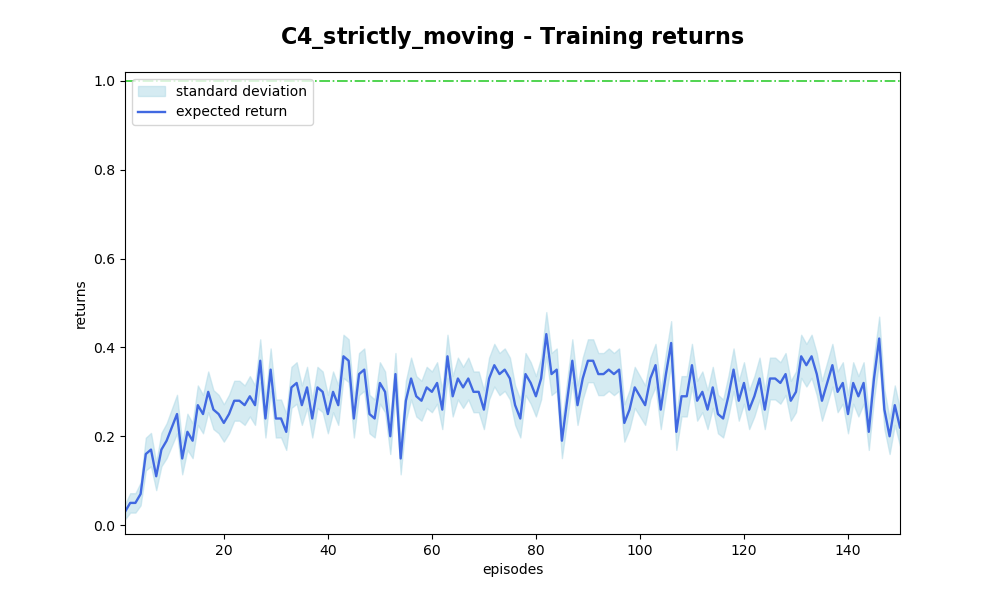 C4_strictly_moving - Training returns
1.0
0.8
0.6
0.4
0.2
0.0
returns
standard deviation
expected return
20 40 60 80 100 120 140
episodes